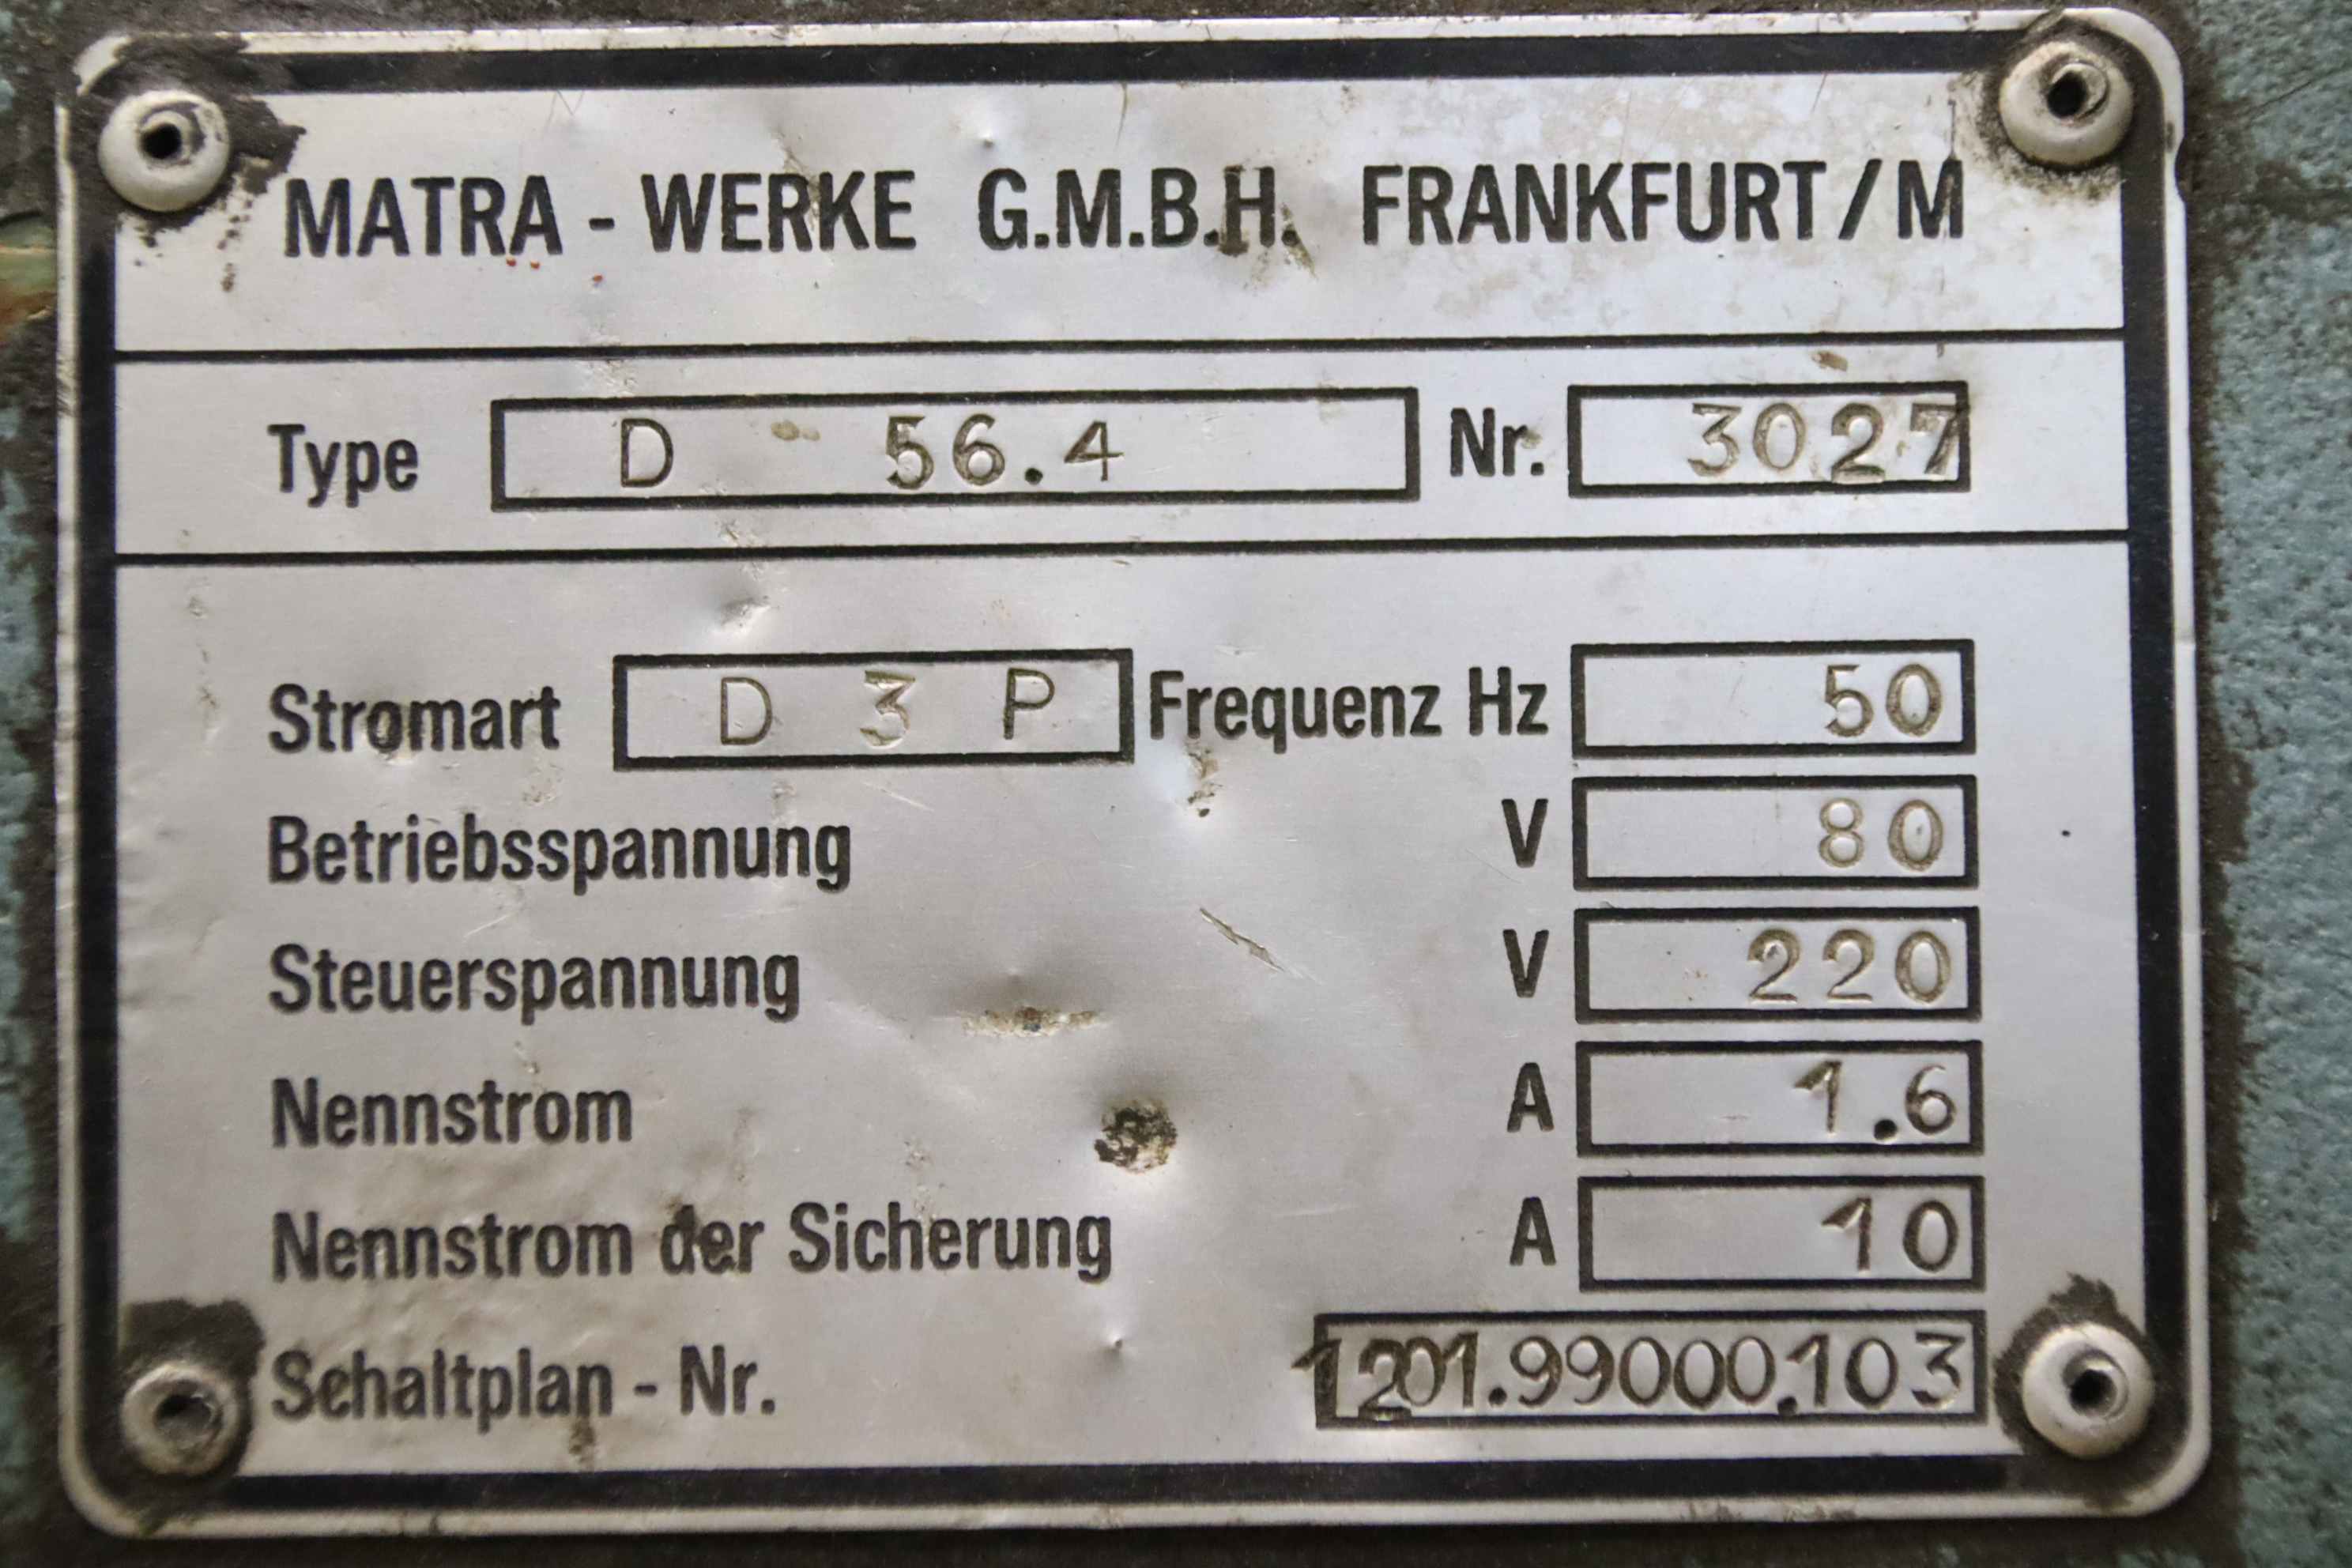 MATRA - WERKE G.M.B.H. FRANKFURT/M
Type D 56.4 Nr. 3027
Stromart D 3 P Frequenz Hz 50
Betriebsspannung V 80
Steuerspannung V 220
Nennstrom A 1.6
Nennstrom der Sicherung A 10
Schaltplan - Nr. 1201.99000.103